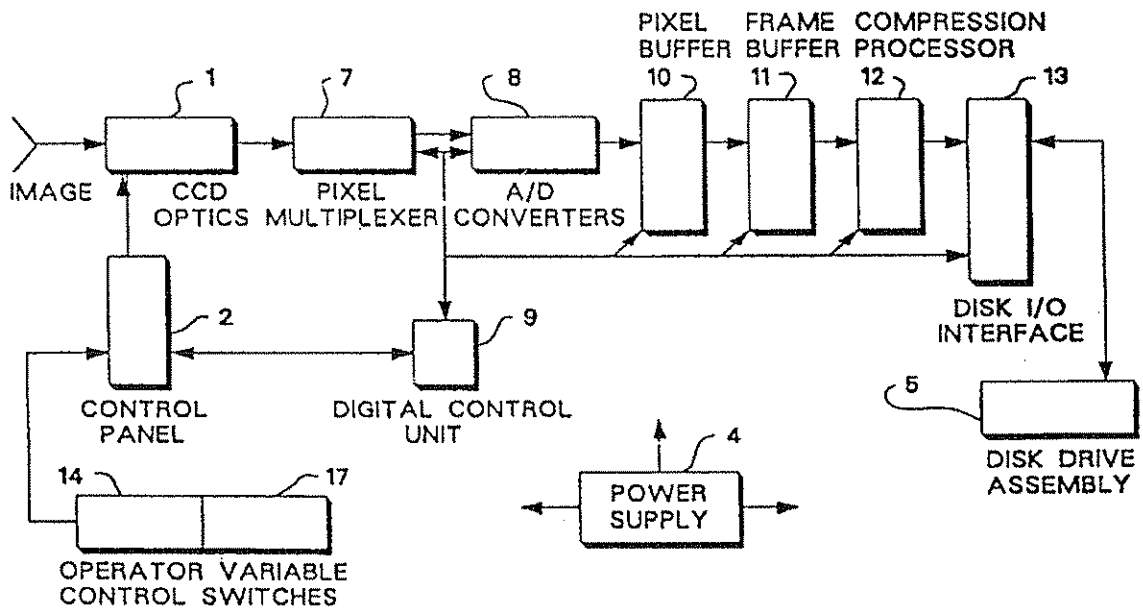 PIXEL FRAME COMPRESSION
BUFFER BUFFER PROCESSOR
1 7 8 10 11 12 13
IMAGE
CCD OPTICS
PIXEL MULTIPLEXER
A/D CONVERTERS
2
9
DISK I/O
INTERFACE
CONTROL
PANEL
DIGITAL CONTROL
UNIT
5
14 17
4
POWER
SUPPLY
DISK DRIVE
ASSEMBLY
OPERATOR VARIABLE
CONTROL SWITCHES